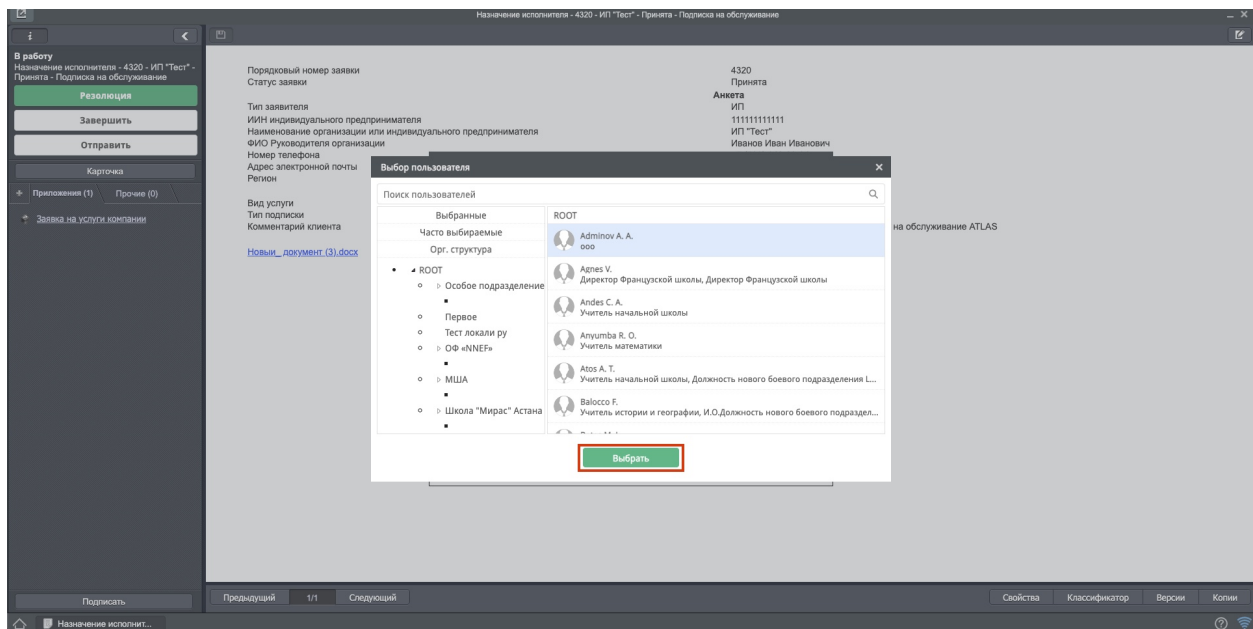 Назначение исполнителя - 4320 - ИП "Тест" - Принята - Подписка на обслуживание
В работу
Назначение исполнителя - 4320 - ИП "Тест" -
Принята - Подписка на обслуживание
Резолюция
Завершить
Отправить
Карточка
Приложения (1) Прочие (0)
Заявка на услуги компании
Подписать
Порядковый номер заявки 4320
Статус заявки Принята
Анкета
Тип заявителя ИП
ИИН индивидуального предпринимателя 111111111111
Наименование организации или индивидуального предпринимателя ИП "Тест"
ФИО Руководителя организации Иванов Иван Иванович
Номер телефона
Адрес электронной почты
Регион
Вид услуги
Тип подписки
Комментарий клиента на обслуживание ATLAS
Новыи_ документ (3).docx
Выбор пользователя
Поиск пользователей
Выбранные
Часто выбираемые
Орг. структура
ROOT
Особое подразделение
Первое
Тест локали ру
ОФ «NNEF»
МША
Школа "Мирас" Астана
ROOT
Adminov A. A.
ооо
Agnes V.
Директор Французской школы, Директор Французской школы
Andes C. A.
Учитель начальной школы
Anyumba R. O.
Учитель математики
Atos A. T.
Учитель начальной школы, Должность нового боевого подразделения L...
Balocco F.
Учитель истории и географии, И.О.Должность нового боевого подраздел...
Выбрать
Предыдущий 1/1 Следующий
Свойства Классификатор Версии Копии
Назначение исполнит...